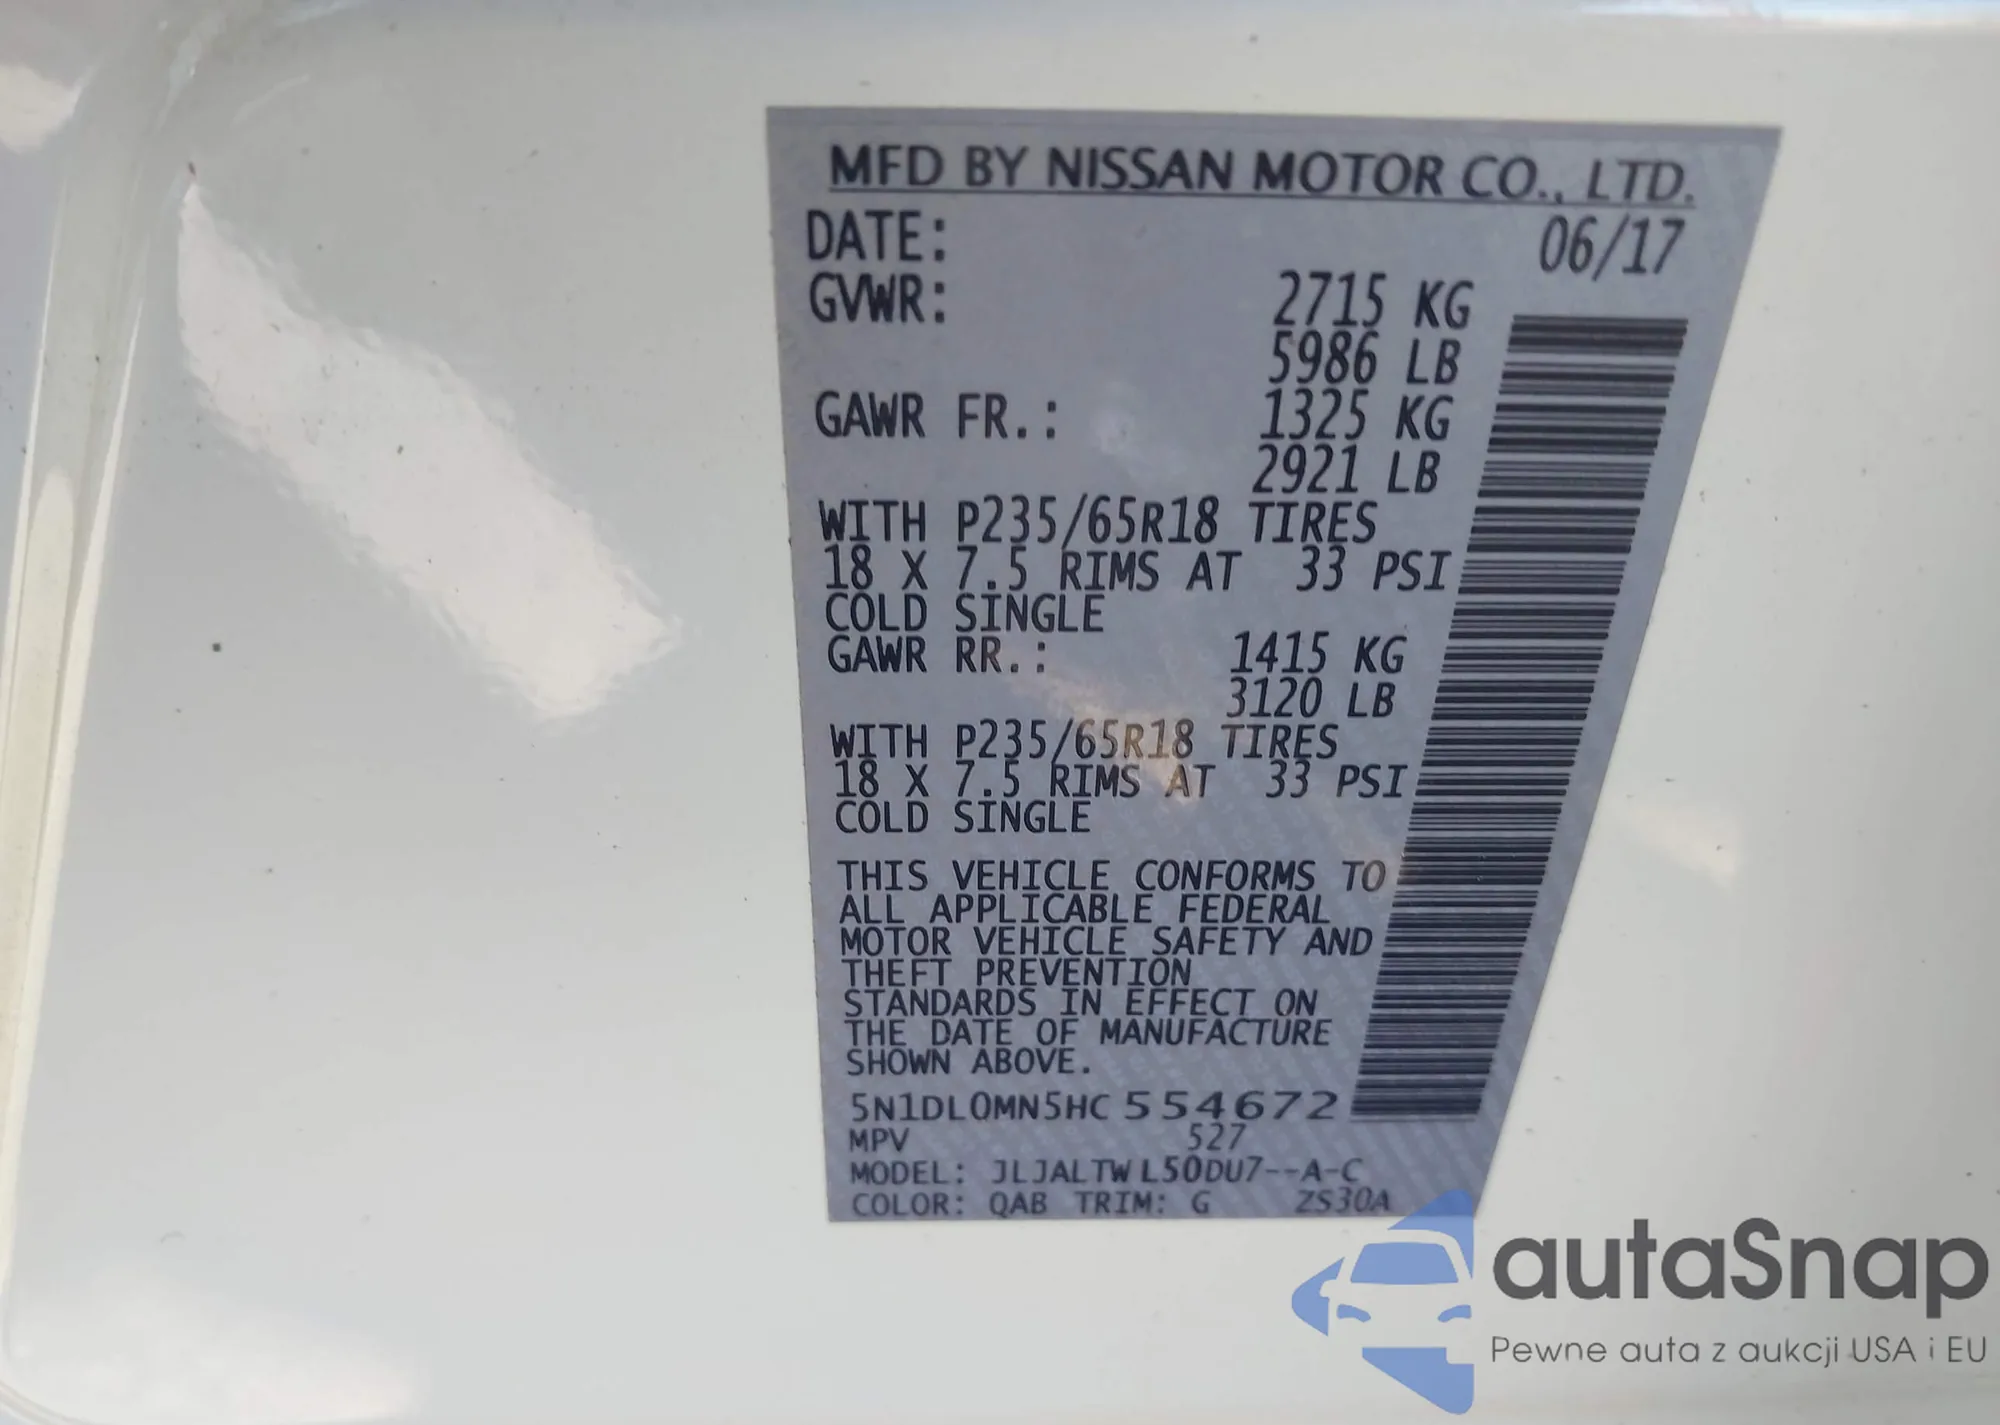 MFD BY NISSAN MOTOR CO., LTD.
DATE: 06/17
GVWR: 2715 KG
5986 LB
GAWR FR.: 1325 KG
2921 LB
WITH P235/65R18 TIRES
18 X 7.5 RIMS AT 33 PSI
COLD SINGLE
GAWR RR.: 1415 KG
3120 LB
WITH P235/65R18 TIRES
18 X 7.5 RIMS AT 33 PSI
COLD SINGLE
THIS VEHICLE CONFORMS TO
ALL APPLICABLE FEDERAL
MOTOR VEHICLE SAFETY AND
THEFT PREVENTION
STANDARDS IN EFFECT ON
THE DATE OF MANUFACTURE
SHOWN ABOVE.
5N1DL0MN5HC554672
MPV 527
MODEL: JLJALTW L50DU7--A-C
COLOR: QAB TRIM: G ZS30A
autaSnap
Pewne auta z aukcji USA i EU